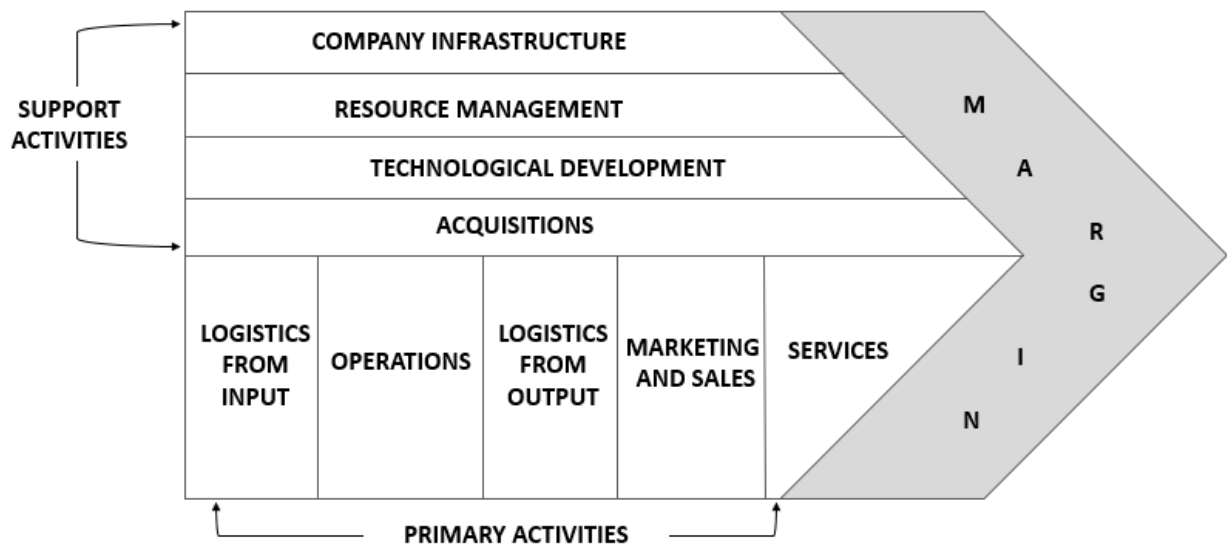 COMPANY INFRASTRUCTURE
RESOURCE MANAGEMENT
TECHNOLOGICAL DEVELOPMENT
ACQUISITIONS
SUPPORT
ACTIVITIES
LOGISTICS
FROM
INPUT
OPERATIONS
LOGISTICS
FROM
OUTPUT
MARKETING
AND SALES
SERVICES
M
A
R
G
I
N
PRIMARY ACTIVITIES